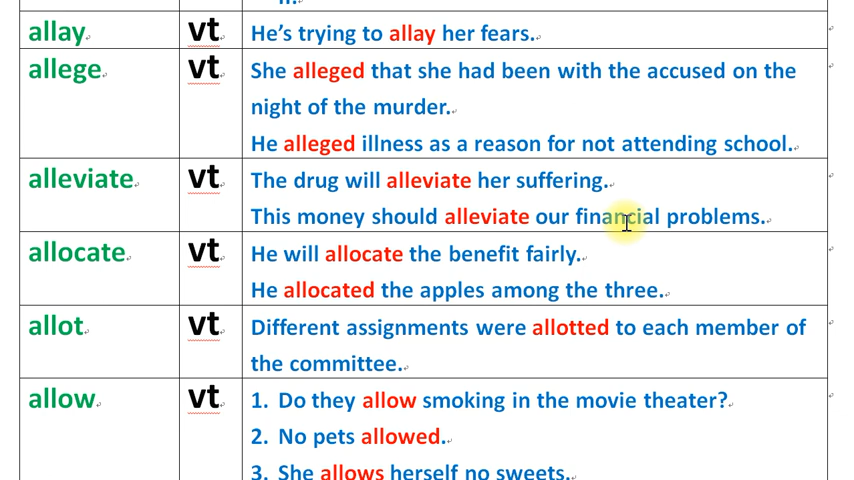 n.
allay vt He's trying to allay her fears.
allege vt She alleged that she had been with the accused on the
night of the murder.
He alleged illness as a reason for not attending school.
alleviate vt The drug will alleviate her suffering.
This money should alleviate our financial problems.
allocate vt He will allocate the benefit fairly.
He allocated the apples among the three.
allot vt Different assignments were allotted to each member of
the committee.
allow vt 1. Do they allow smoking in the movie theater?
2. No pets allowed.
3. She allows herself no sweets.